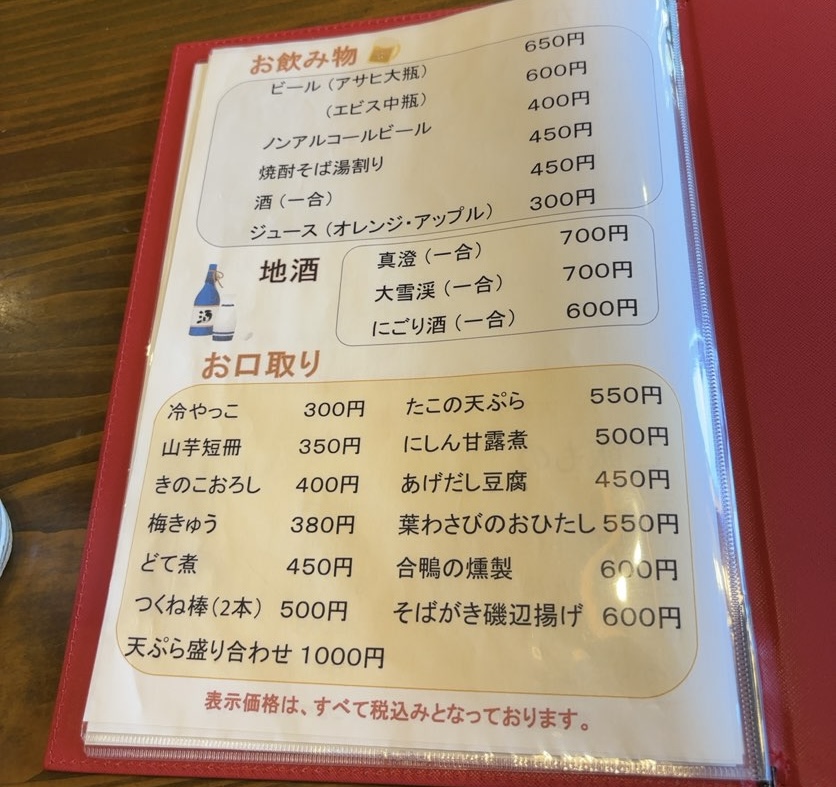 お飲み物
ビール（アサヒ大瓶） 650円
（エビス中瓶） 600円
ノンアルコールビール 400円
焼酎そば湯割り 450円
酒（一合） 450円
ジュース（オレンジ・アップル） 300円
地酒
真澄（一合） 700円
大雪渓（一合） 700円
にごり酒（一合） 600円
酒
お口取り
冷やっこ 300円 たこの天ぷら 550円
山芋短冊 350円 にしん甘露煮 500円
きのこおろし 400円 あげだし豆腐 450円
梅きゅう 380円 葉わさびのおひたし 550円
どて煮 450円 合鴨の燻製 600円
つくね棒（2本） 500円 そばがき磯辺揚げ 600円
天ぷら盛り合わせ 1000円
表示価格は、すべて税込みとなっております。